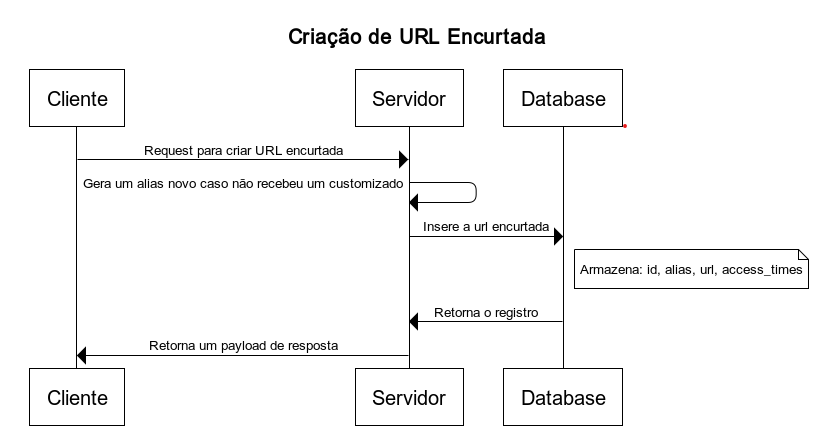 Criação de URL Encurtada
Cliente
Servidor
Database
Request para criar URL encurtada
Gera um alias novo caso não recebeu um customizado
Insere a url encurtada
Armazena: id, alias, url, access_times
Retorna o registro
Retorna um payload de resposta
Cliente
Servidor
Database